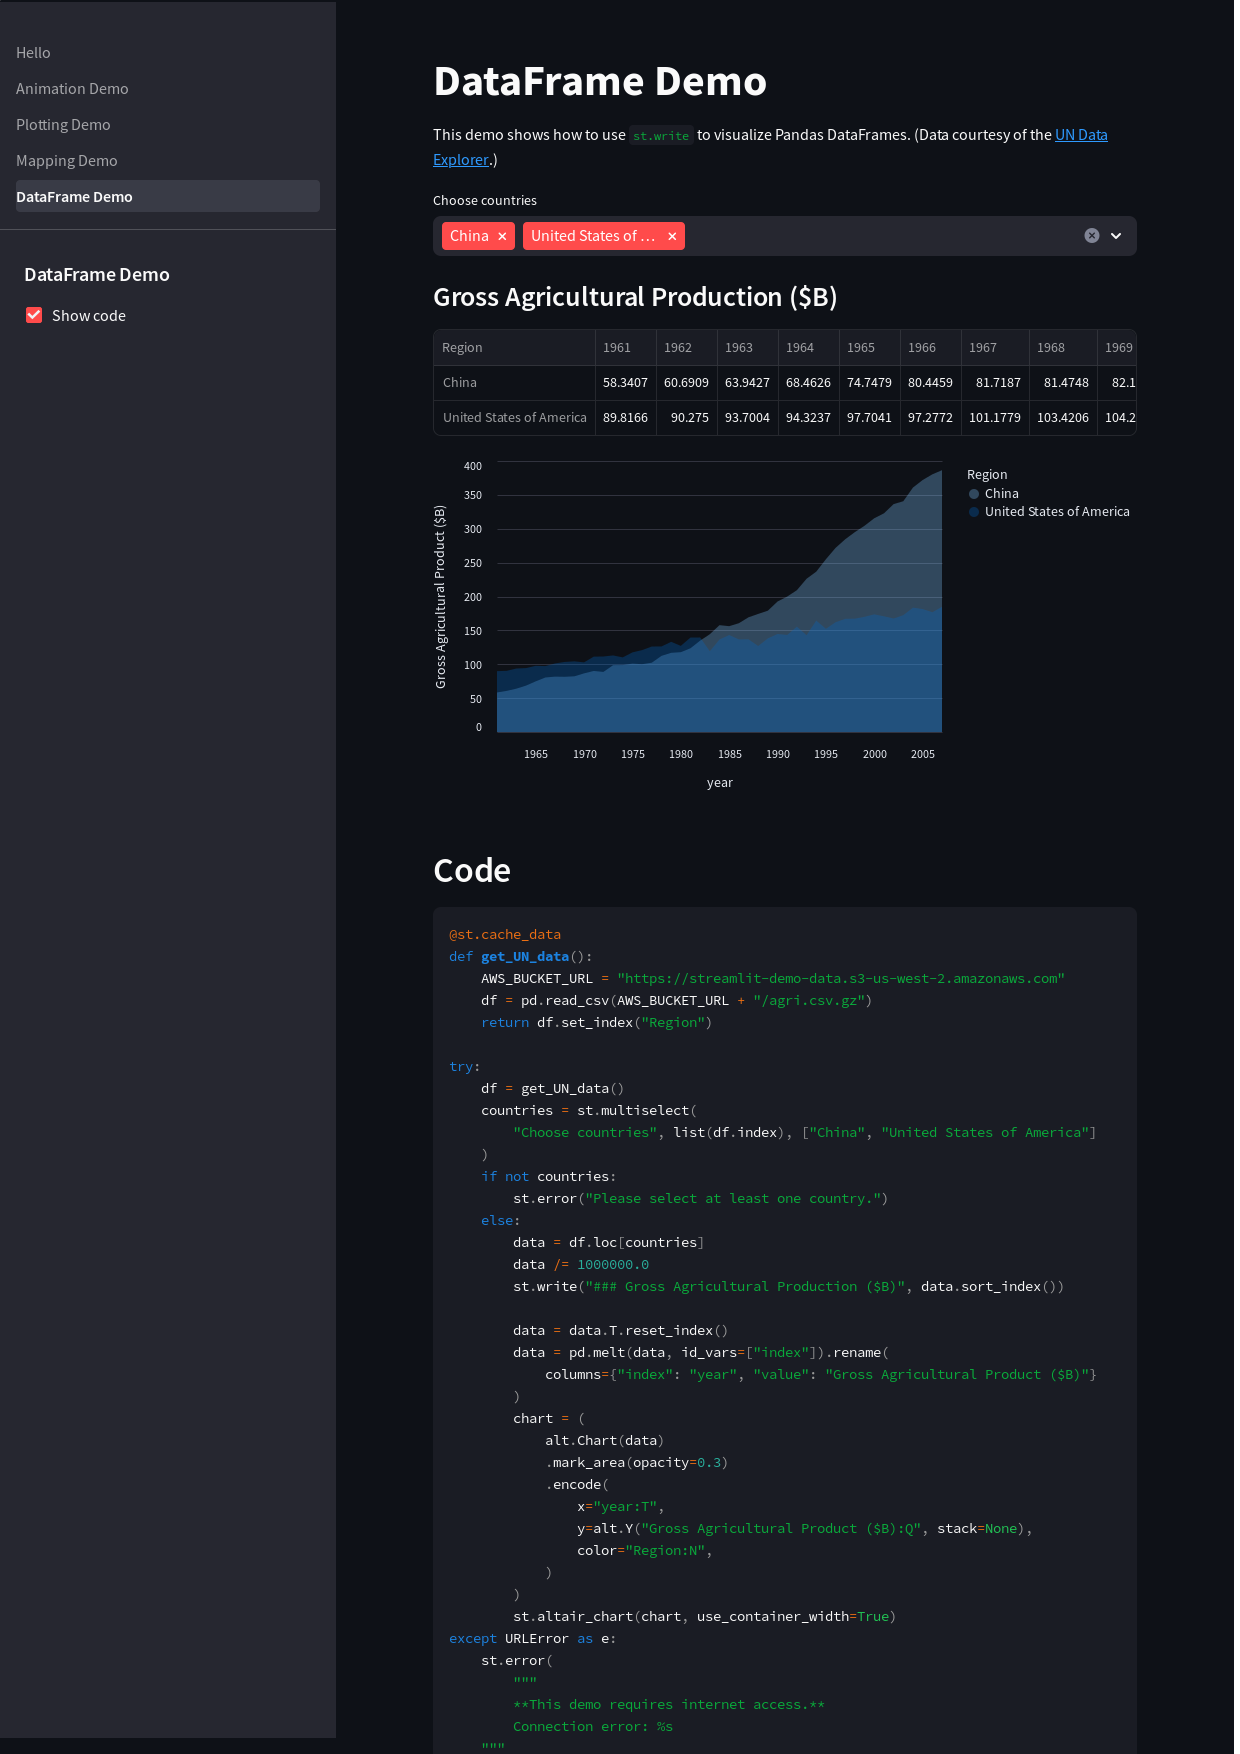 Hello
Animation Demo
Plotting Demo
Mapping Demo
DataFrame Demo
DataFrame Demo
Show code
DataFrame Demo
This demo shows how to use st.write to visualize Pandas DataFrames. (Data courtesy of the UN Data
Explorer.)
Choose countries
China
United States of ...
Gross Agricultural Production ($B)
Region 1961 1962 1963 1964 1965 1966 1967 1968 1969
China 58.3407 60.6909 63.9427 68.4626 74.7479 80.4459 81.7187 81.4748 82.1
United States of America 89.8166 90.275 93.7004 94.3237 97.7041 97.2772 101.1779 103.4206 104.2
400
350
300
250
200
150
100
50
0
Gross Agricultural Product ($B)
1965 1970 1975 1980 1985 1990 1995 2000 2005
year
Region
China
United States of America
Code
@st.cache_data
def get_UN_data():
    AWS_BUCKET_URL = "https://streamlit-demo-data.s3-us-west-2.amazonaws.com"
    df = pd.read_csv(AWS_BUCKET_URL + "/agri.csv.gz")
    return df.set_index("Region")
try:
    df = get_UN_data()
    countries = st.multiselect(
        "Choose countries", list(df.index), ["China", "United States of America"]
    )
    if not countries:
        st.error("Please select at least one country.")
    else:
        data = df.loc[countries]
        data /= 1000000.0
        st.write("### Gross Agricultural Production ($B)", data.sort_index())
        data = data.T.reset_index()
        data = pd.melt(data, id_vars=["index"]).rename(
            columns={"index": "year", "value": "Gross Agricultural Product ($B)"}
        )
        chart = (
            alt.Chart(data)
            .mark_area(opacity=0.3)
            .encode(
                x="year:T",
                y=alt.Y("Gross Agricultural Product ($B):Q", stack=None),
                color="Region:N",
            )
        )
        st.altair_chart(chart, use_container_width=True)
except URLError as e:
    st.error(
        """
        **This demo requires internet access.**
        Connection error: %s
    """